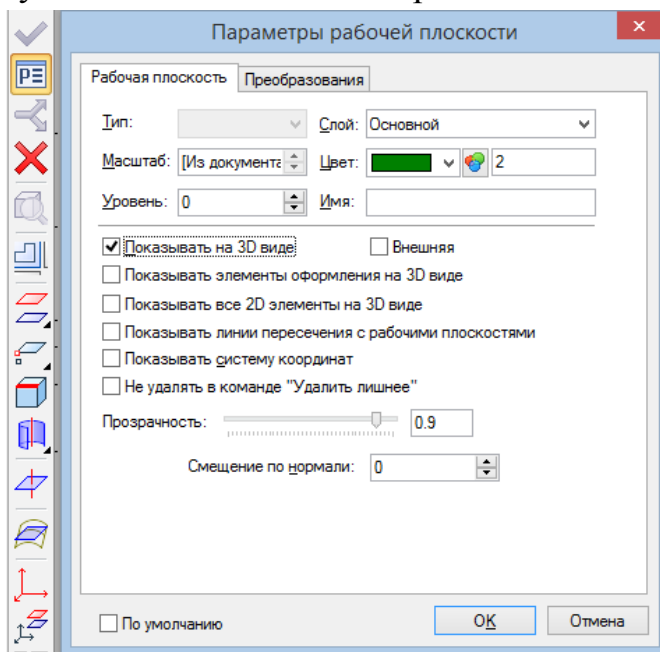 Параметры рабочей плоскости
Рабочая плоскость Преобразования
Тип: Слой: Основной
Масштаб: [Из документа Цвет: 2
Уровень: 0 Имя:
Показывать на 3D виде Внешняя
Показывать элементы оформления на 3D виде
Показывать все 2D элементы на 3D виде
Показывать линии пересечения с рабочими плоскостями
Показывать систему координат
Не удалять в команде "Удалить лишнее"
Прозрачность: 0.9
Смещение по нормали: 0
По умолчанию OK Отмена